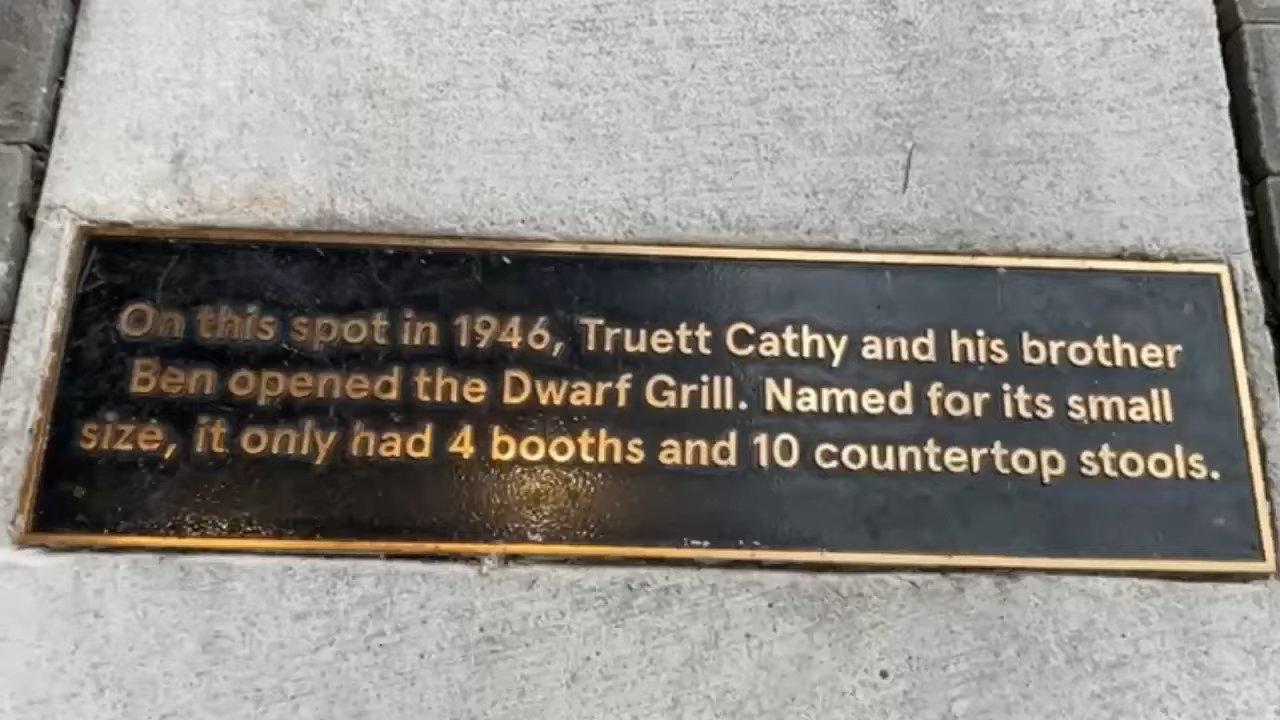 On this spot in 1946, Truett Cathy and his brother
Ben opened the Dwarf Grill. Named for its small
size, it only had 4 booths and 10 countertop stools.